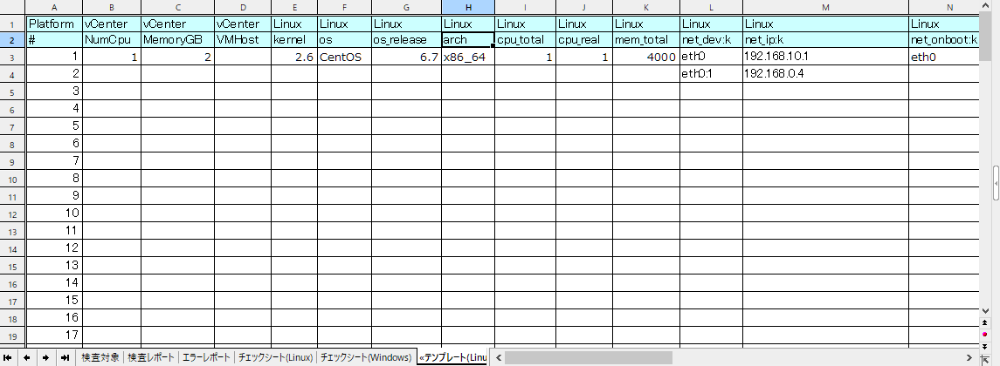 A B C D E F G H I J K L M N
1 Platform vCenter vCenter vCenter Linux Linux Linux Linux Linux Linux Linux Linux Linux Linux
2 # NumCpu MemoryGB VMHost kernel os os_release arch cpu_total cpu_real mem_total net_dev:k net_ip:k net_onboot:k
3 1 1 2 2.6 CentOS 6.7 x86_64 1 1 4000 eth0 192.168.10.1 eth0
4 2 eth0:1 192.168.0.4
5 3
6 4
7 5
8 6
9 7
10 8
11 9
12 10
13 11
14 12
15 13
16 14
17 15
18 16
19 17
検査対象 検査レポート エラーレポート チェックシート(Linux) チェックシート(Windows) «テンプレート(Linu